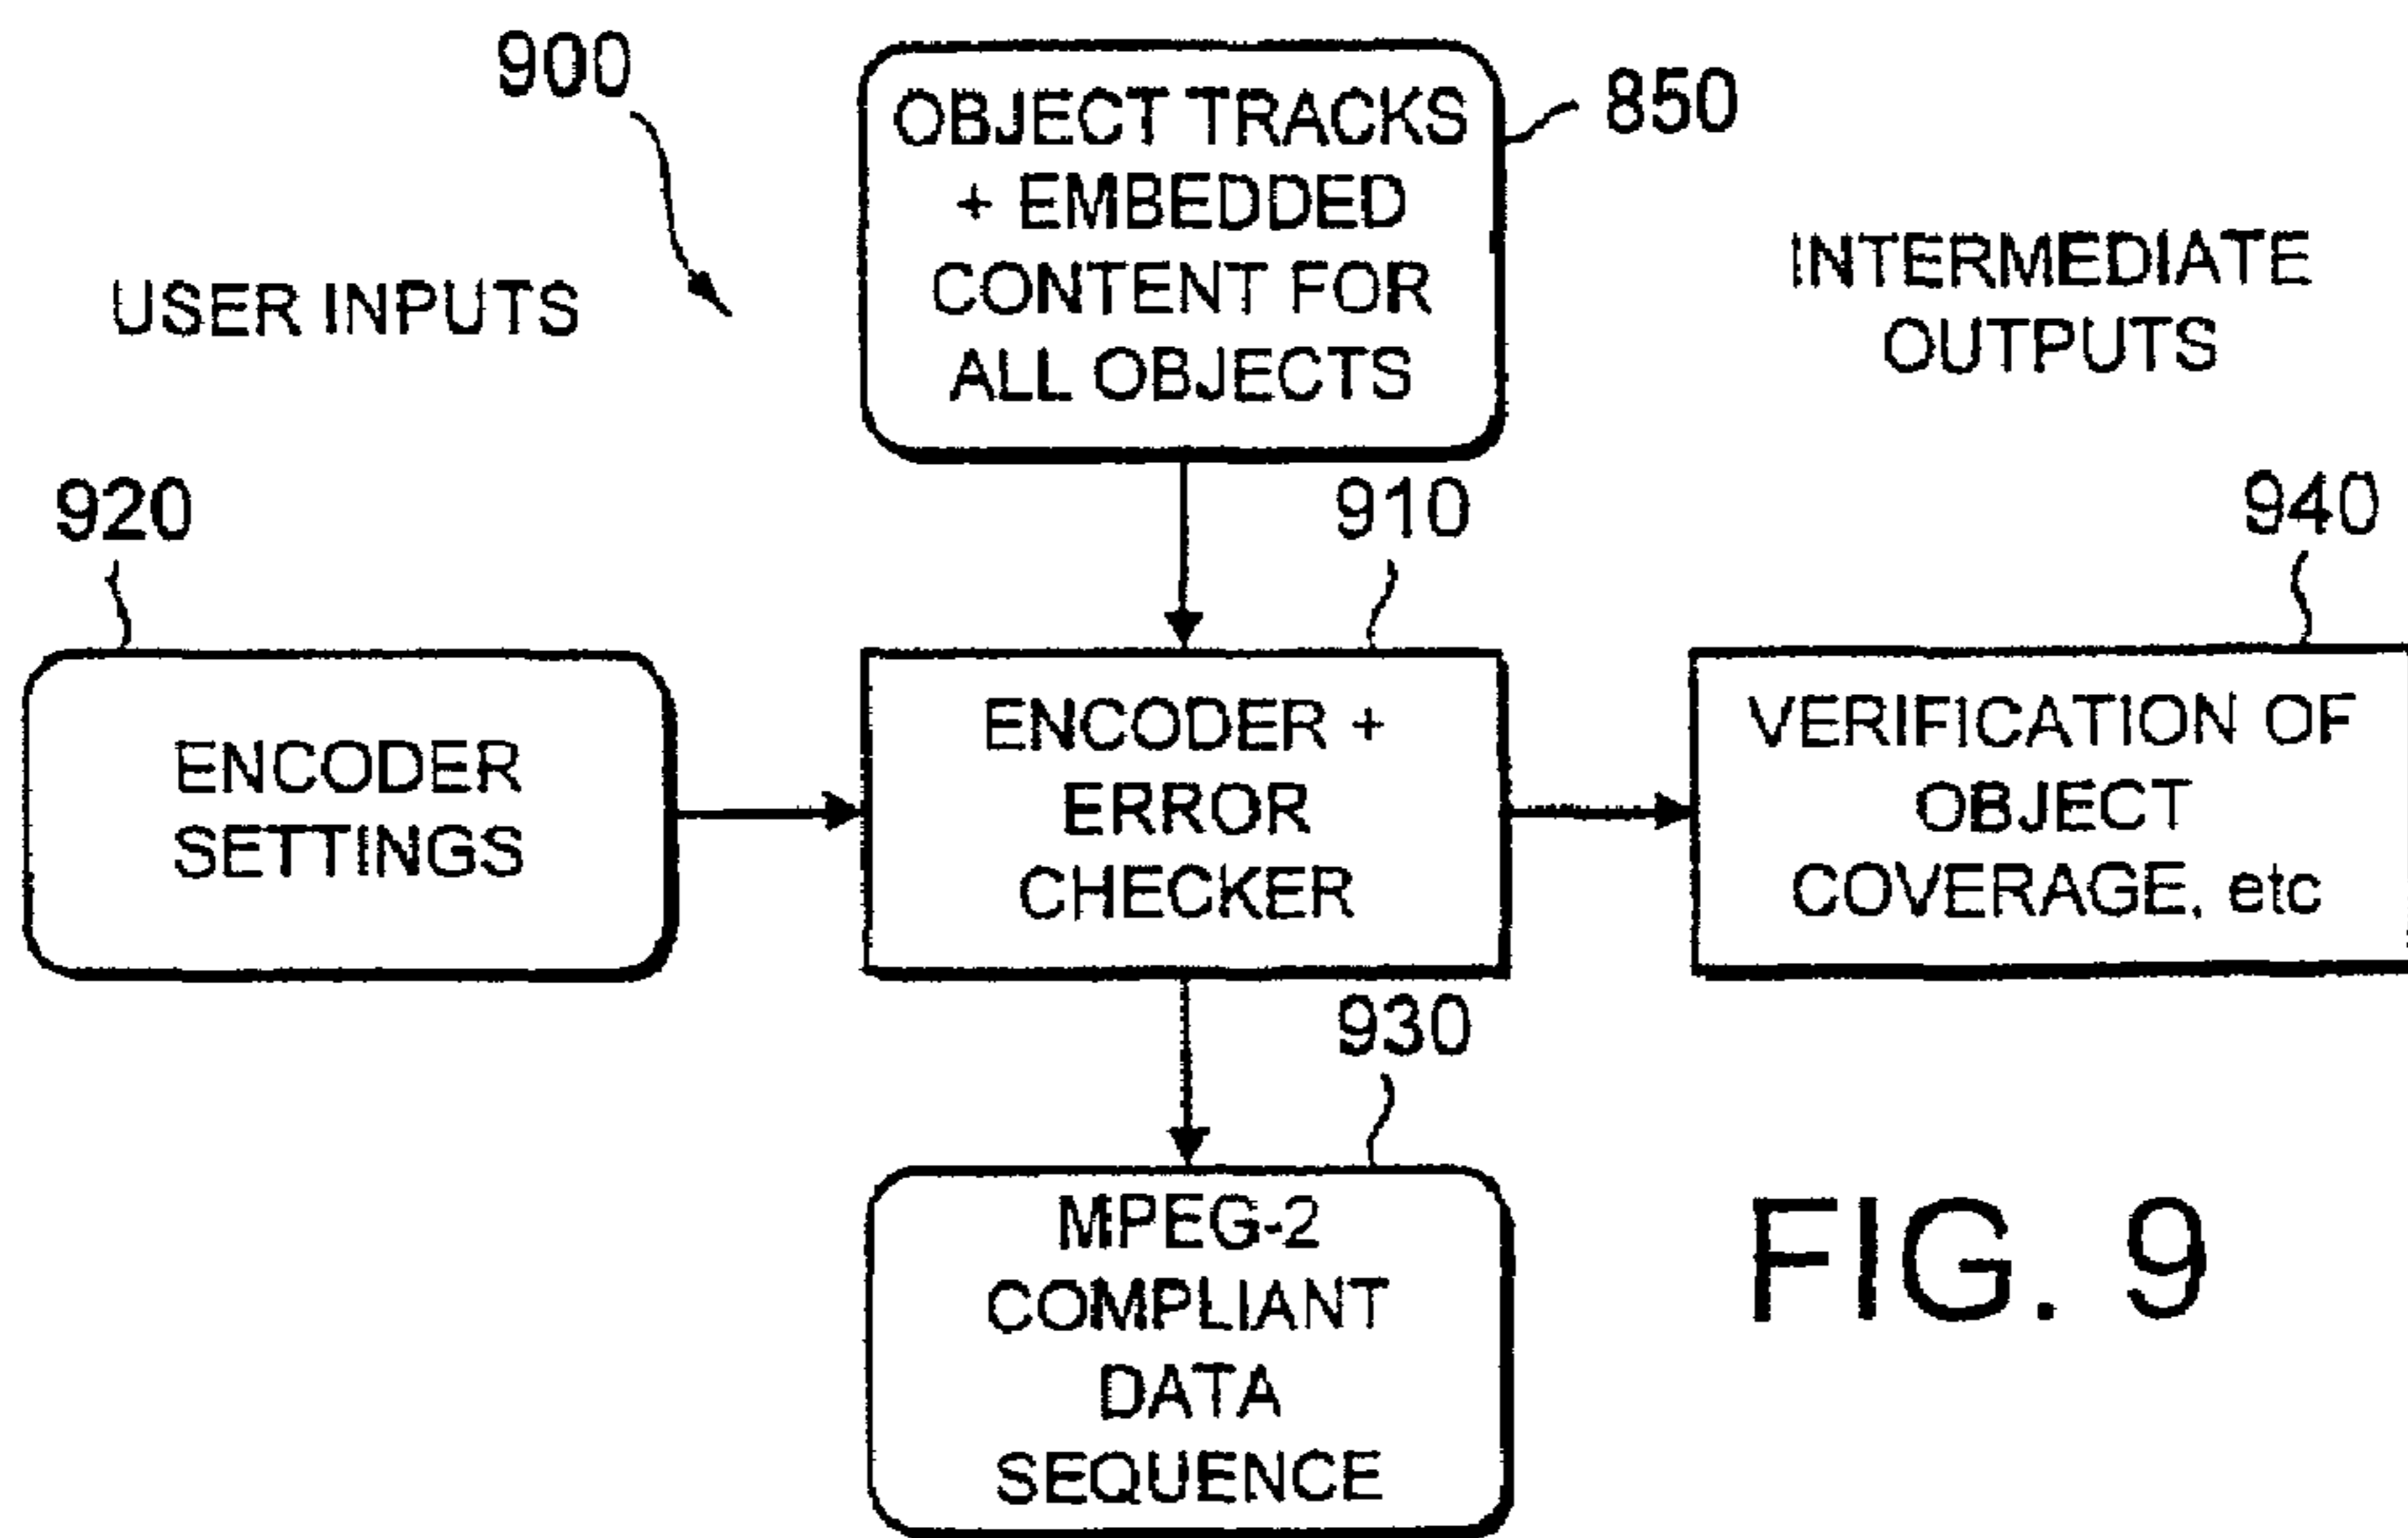 900
OBJECT TRACKS
+ EMBEDDED
CONTENT FOR
ALL OBJECTS
850
USER INPUTS
INTERMEDIATE
OUTPUTS
920
910
940
ENCODER
SETTINGS
ENCODER +
ERROR
CHECKER
VERIFICATION OF
OBJECT
COVERAGE, etc
930
MPEG-2
COMPLIANT
DATA
SEQUENCE
FIG. 9